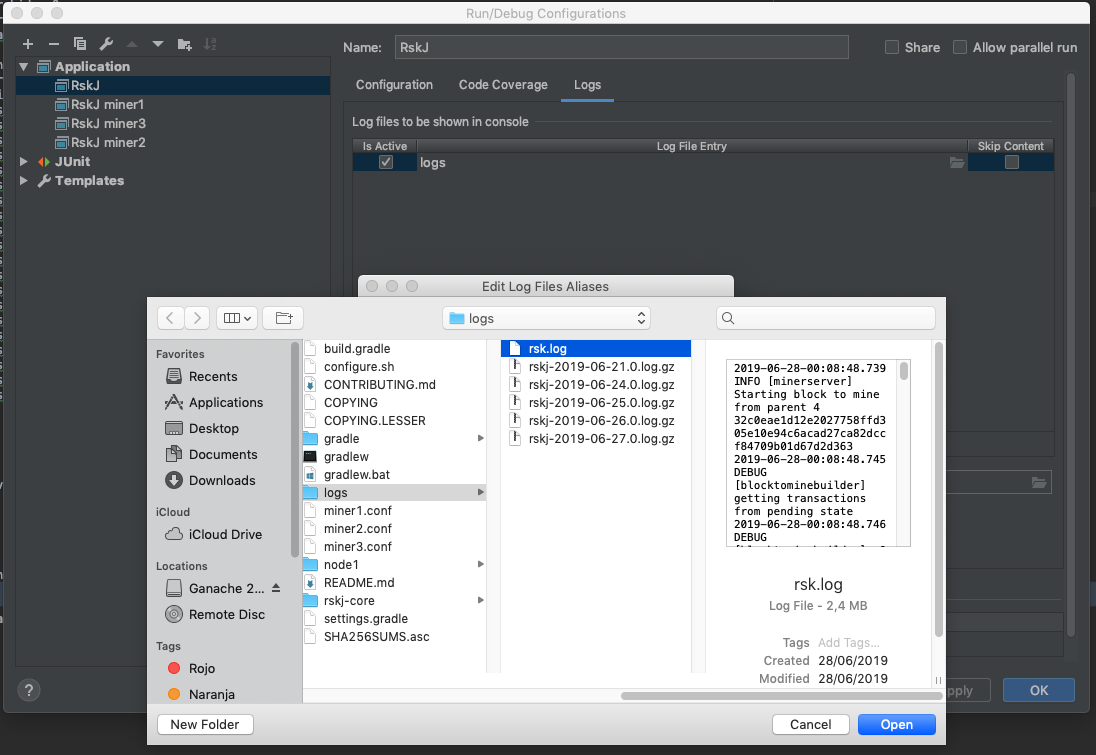 Run/Debug Configurations
Name: RskJ
Share
Allow parallel run
Application
RskJ
RskJ miner1
RskJ miner3
RskJ miner2
JUnit
Templates
Configuration Code Coverage Logs
Log files to be shown in console
Is Active Log File Entry Skip Content
logs
Edit Log Files Aliases
logs
Favorites
Recents
Applications
Desktop
Documents
Downloads
iCloud
iCloud Drive
Locations
Ganache 2...
Remote Disc
Tags
Rojo
Naranja
build.gradle
configure.sh
CONTRIBUTING.md
COPYING
COPYING.LESSER
gradle
gradlew
gradlew.bat
logs
miner1.conf
miner2.conf
miner3.conf
node1
README.md
rskj-core
settings.gradle
SHA256SUMS.asc
rsk.log
rskj-2019-06-21.0.log.gz
rskj-2019-06-24.0.log.gz
rskj-2019-06-25.0.log.gz
rskj-2019-06-26.0.log.gz
rskj-2019-06-27.0.log.gz
2019-06-28-00:08:48.739
INFO [minerserver]
Starting block to mine
from parent 4
32c0eae1d12e2027758ffd3
05e10e94c6acad27ca82dcc
f84709b01d67d2d363
2019-06-28-00:08:48.745
DEBUG
[blocktominebuilder]
getting transactions
from pending state
2019-06-28-00:08:48.746
DEBUG
rsk.log
Log File - 2,4 MB
Tags Add Tags...
Created 28/06/2019
Modified 28/06/2019
New Folder
Cancel
Open
?
pply
OK